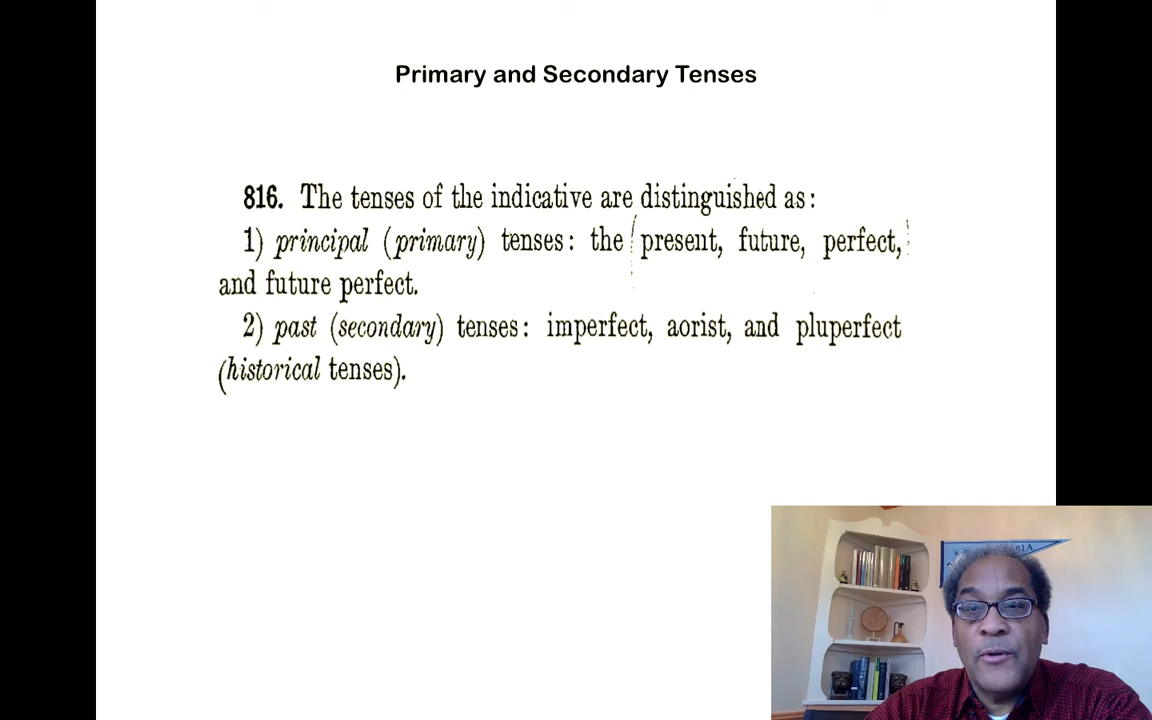 Primary and Secondary Tenses
816. The tenses of the indicative are distinguished as:
1) principal (primary) tenses: the present, future, perfect,
and future perfect.
2) past (secondary) tenses: imperfect, aorist, and pluperfect
(historical tenses).